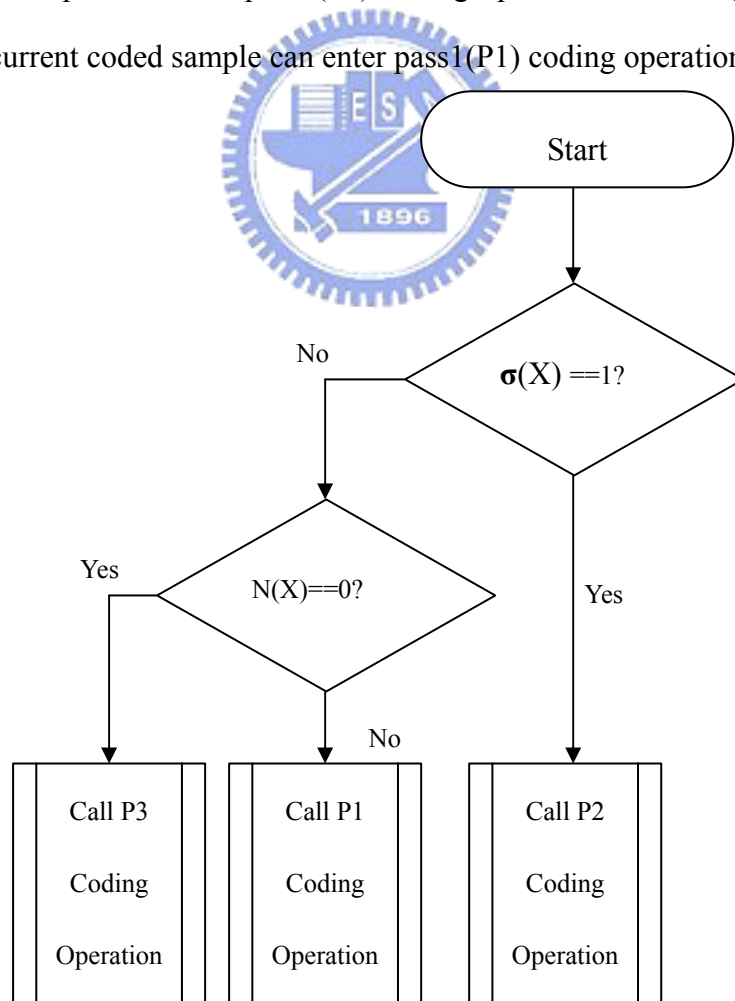 current coded sample can enter pass1(P1) coding operation
E S
1896
Start
No
σ(X) ==1?
Yes
N(X)==0?
Yes
No
Call P3
Coding
Operation
Call P1
Coding
Operation
Call P2
Coding
Operation